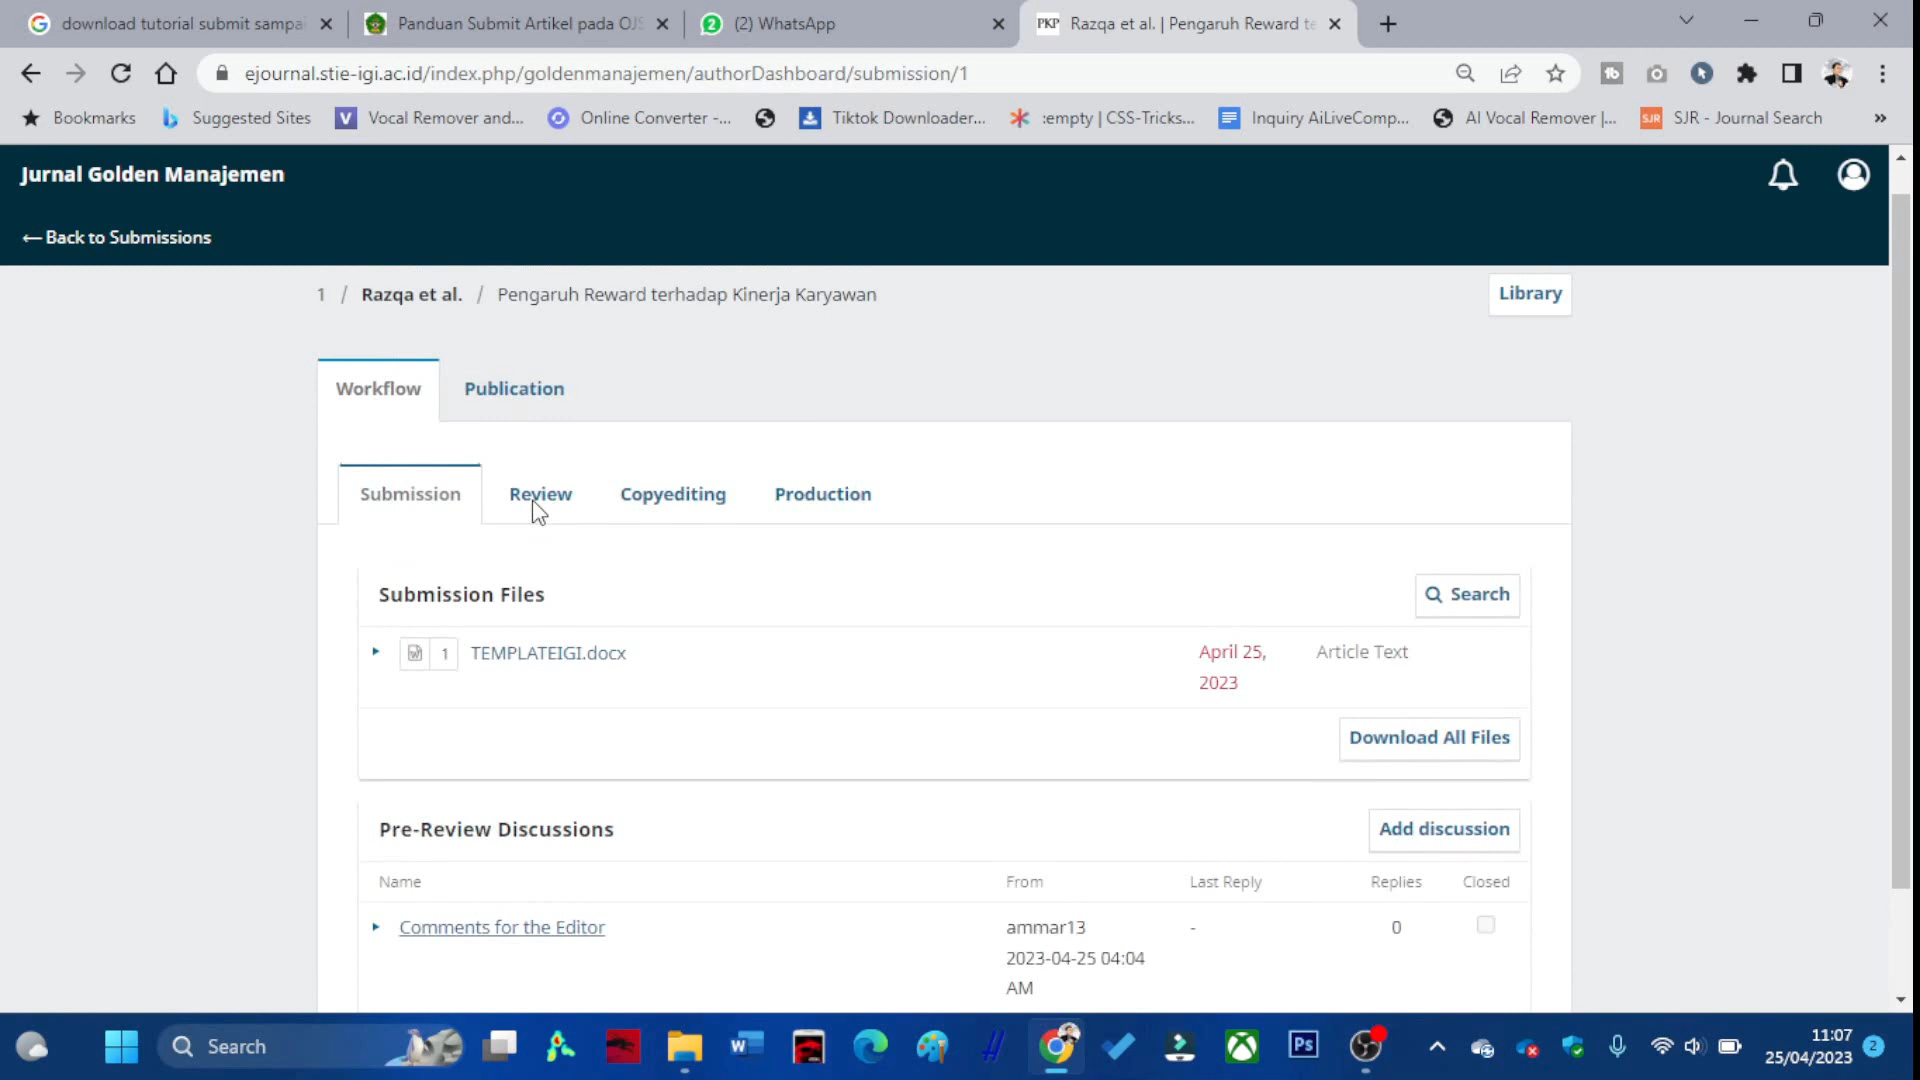 download tutorial submit sampa
Panduan Submit Artikel pada OJS
(2) WhatsApp
PKP Razqa et al. | Pengaruh Reward te
ejournal.stie-igi.ac.id/index.php/goldenmanajemen/authorDashboard/submission/1
Bookmarks
Suggested Sites
Vocal Remover and...
Online Converter -...
Tiktok Downloader...
:empty | CSS-Tricks...
Inquiry AiLiveComp...
AI Vocal Remover |...
SJR SJR - Journal Search
»
Jurnal Golden Manajemen
← Back to Submissions
1 / Razqa et al. / Pengaruh Reward terhadap Kinerja Karyawan
Library
Workflow Publication
Submission Review Copyediting Production
Submission Files
Search
1 TEMPLATEIGI.docx April 25, Article Text
2023
Download All Files
Pre-Review Discussions
Add discussion
Name From Last Reply Replies Closed
Comments for the Editor ammar13 - 0
2023-04-25 04:04
AM
Search
Ps
11:07
25/04/2023
2